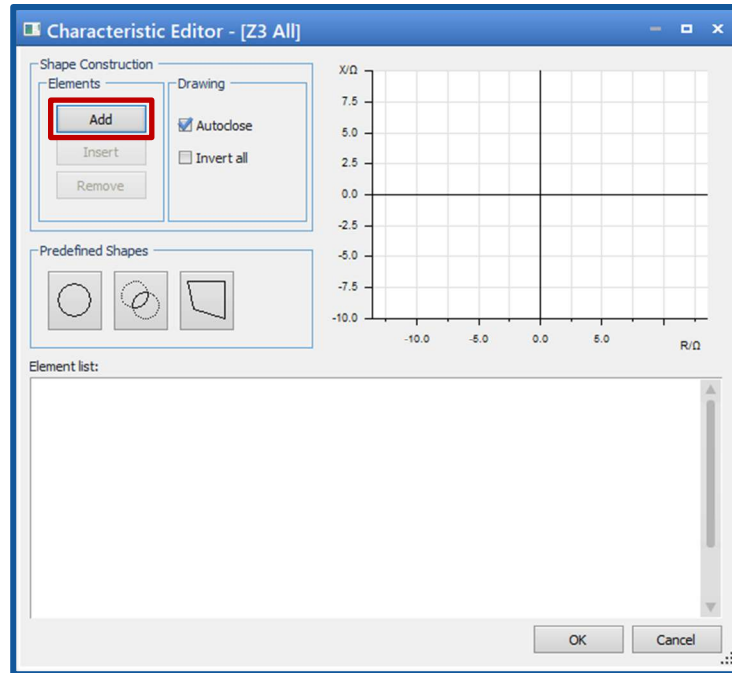 Characteristic Editor - [Z3 All]
Shape Construction
Elements
Add
Insert
Remove
Drawing
Autoclose
Invert all
Predefined Shapes
X/Ω
7.5
5.0
2.5
0.0
-2.5
-5.0
-7.5
-10.0
-10.0 -5.0 0.0 5.0
R/Ω
Element list:
OK Cancel